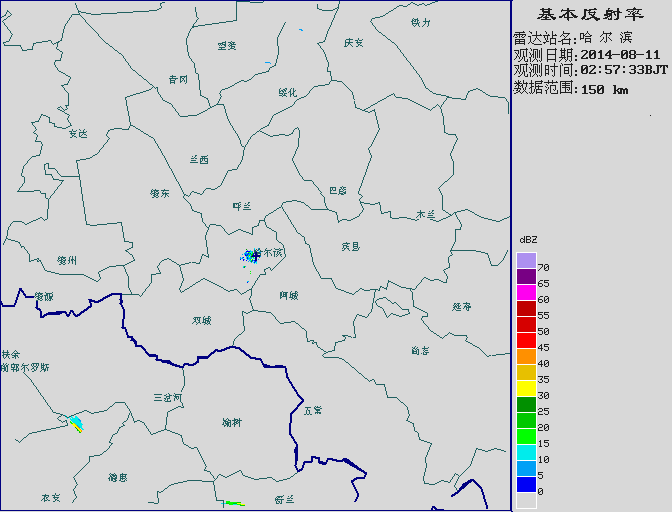 基本反射率
雷达站名:哈 尔 滨
观测日期:2014-08-11
观测时间:02:57:33BJT
数据范围:150 km
铁力
望奎
庆安
青冈
绥化
安达
兰西
肇东
呼兰
巴彦
木兰
哈尔滨
宾县
肇州
肇源
阿城
延寿
双城
尚志
扶余
前郭尔罗斯
三岔河
五常
榆树
德惠
农安
舒兰
dBZ
70
65
60
55
50
45
40
35
30
25
20
15
10
5
0